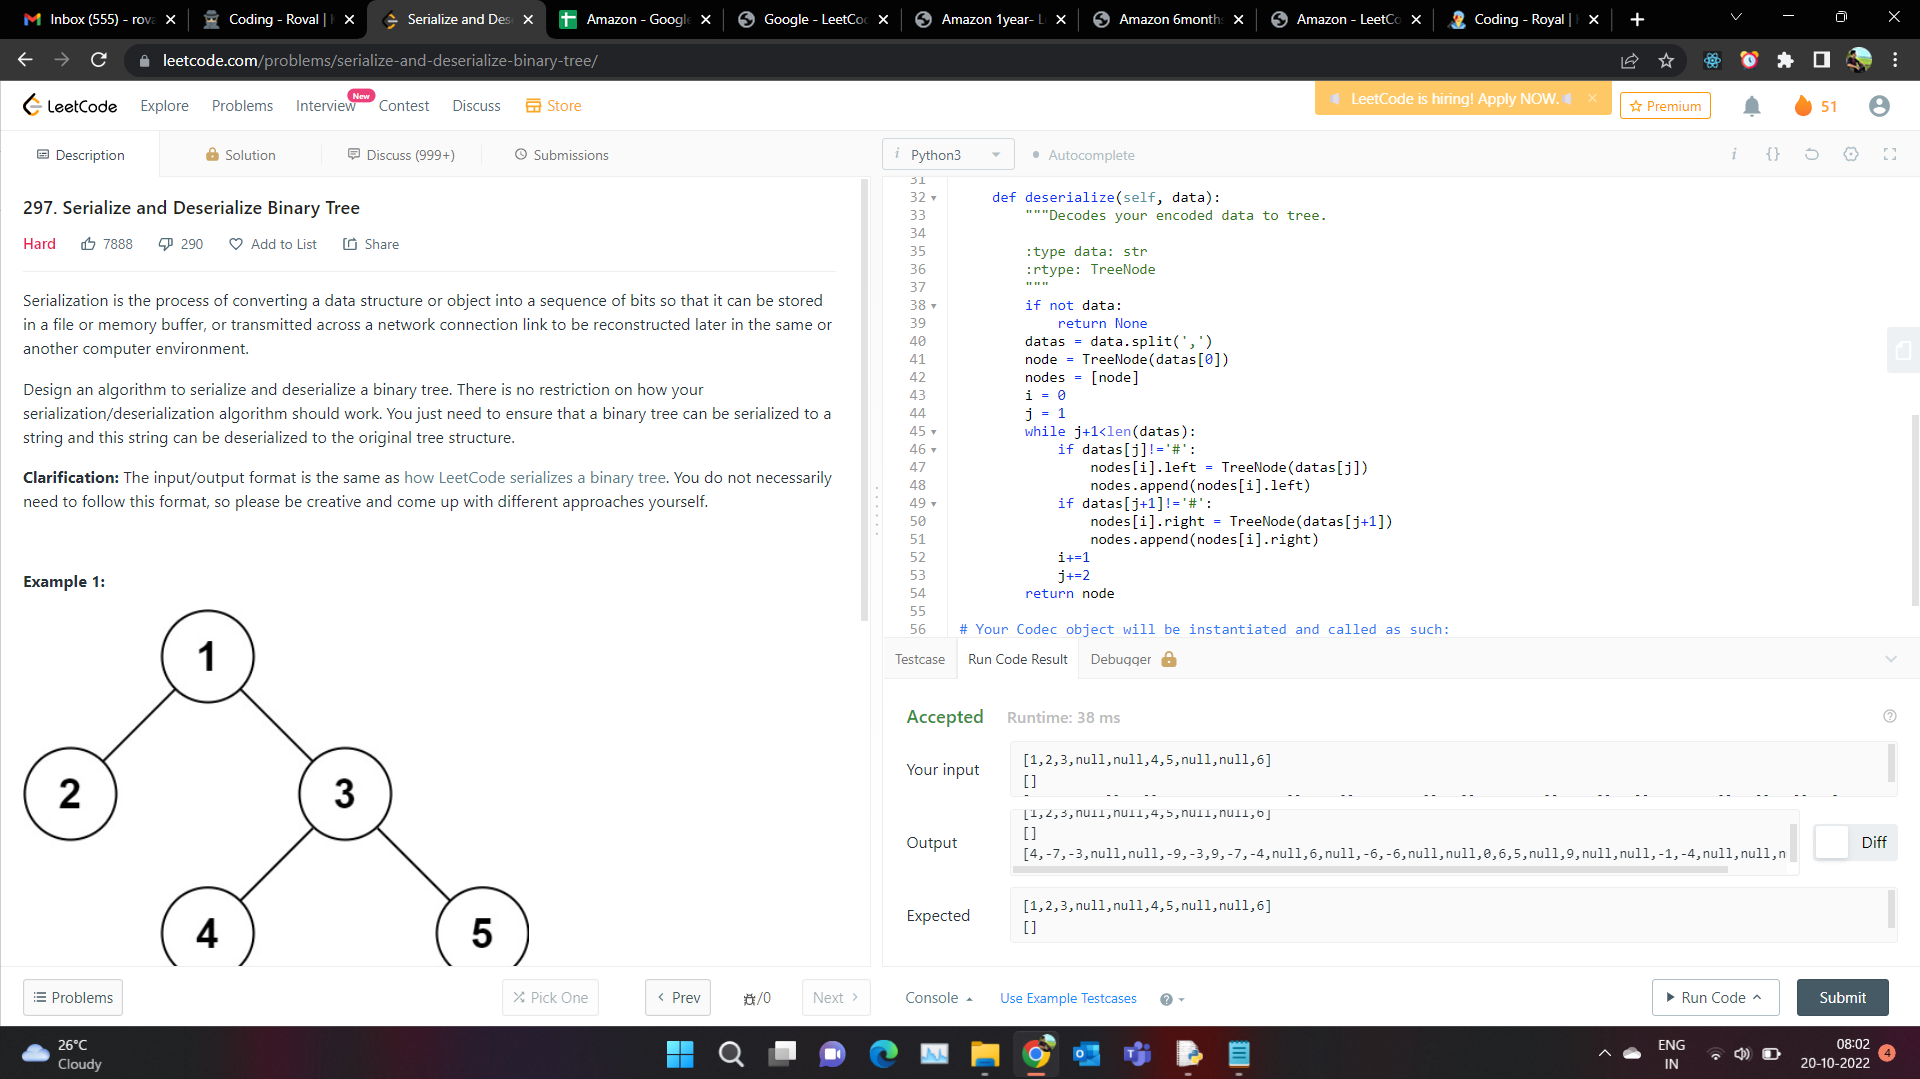 Inbox (555) - rova
Coding - Roval |
Serialize and Des
Amazon - Google
Google - LeetCod
Amazon 1year- L
Amazon 6month
Amazon - LeetCo
Coding - Royal |
leetcode.com/problems/serialize-and-deserialize-binary-tree/
LeetCode
Explore
Problems
Interview
New
Contest
Discuss
Store
LeetCode is hiring! Apply NOW.
Premium
51
Description
Solution
Discuss (999+)
Submissions
i Python3
Autocomplete
297. Serialize and Deserialize Binary Tree
Hard 7888 290 Add to List Share
Serialization is the process of converting a data structure or object into a sequence of bits so that it can be stored
in a file or memory buffer, or transmitted across a network connection link to be reconstructed later in the same or
another computer environment.
Design an algorithm to serialize and deserialize a binary tree. There is no restriction on how your
serialization/deserialization algorithm should work. You just need to ensure that a binary tree can be serialized to a
string and this string can be deserialized to the original tree structure.
Clarification: The input/output format is the same as how LeetCode serializes a binary tree. You do not necessarily
need to follow this format, so please be creative and come up with different approaches yourself.
Example 1:
1
2
3
4
5
31
32 def deserialize(self, data):
33 """Decodes your encoded data to tree.
34
35 :type data: str
36 :rtype: TreeNode
37 """
38 if not data:
39 return None
40 datas = data.split(',')
41 node = TreeNode(datas[0])
42 nodes = [node]
43 i = 0
44 j = 1
45 while j+1<len(datas):
46 if datas[j]!='#':
47 nodes[i].left = TreeNode(datas[j])
48 nodes.append(nodes[i].left)
49 if datas[j+1]!='#':
50 nodes[i].right = TreeNode(datas[j+1])
51 nodes.append(nodes[i].right)
52 i+=1
53 j+=2
54 return node
55
56 # Your Codec object will be instantiated and called as such:
Testcase
Run Code Result
Debugger
Accepted Runtime: 38 ms
Your input
[1,2,3,null,null,4,5,null,null,6]
[]
Output
[1,2,3,null,null,4,5,null,null,6]
[]
[4,-7,-3,null,null,-9,-3,9,-7,-4,null,6,null,-6,-6,null,null,0,6,5,null,9,null,null,-1,-4,null,null,n
Diff
Expected
[1,2,3,null,null,4,5,null,null,6]
[]
Problems
Pick One
Prev
/0
Next
Console
Use Example Testcases
Run Code
Submit
26°C
Cloudy
ENG
IN
08:02
20-10-2022
4